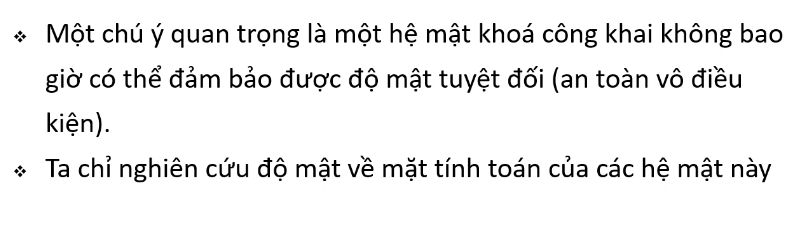 ❖ Một chú ý quan trọng là một hệ mật khoá công khai không bao
giờ có thể đảm bảo được độ mật tuyệt đối (an toàn vô điều
kiện).
❖ Ta chỉ nghiên cứu độ mật về mặt tính toán của các hệ mật này